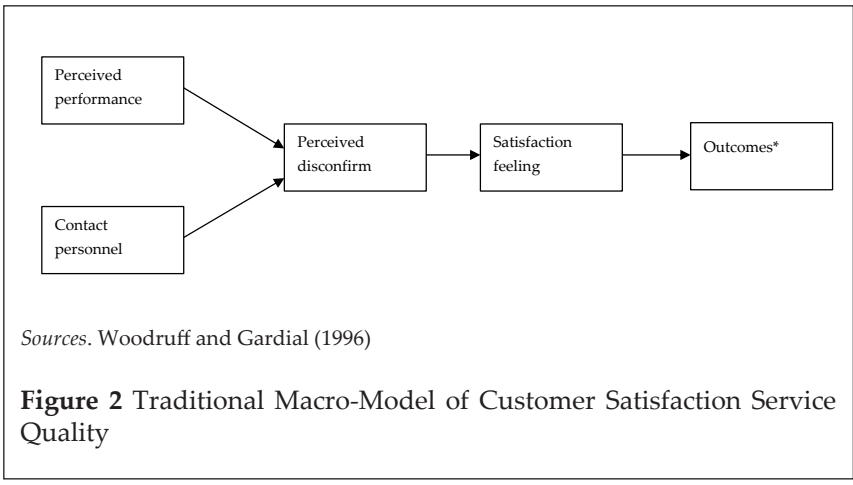 Perceived
performance
Contact
personnel
Perceived
disconfirm
Satisfaction
feeling
Outcomes*
Sources. Woodruff and Gardial (1996)
Figure 2 Traditional Macro-Model of Customer Satisfaction Service
Quality